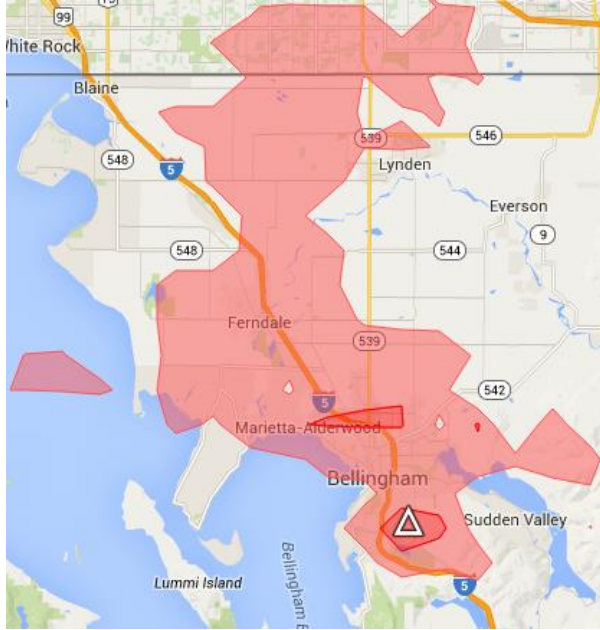 99
White Rock
Blaine
539
546
548
Lynden
5
Everson
9
548
544
Ferndale
539
542
5
Marietta-Alderwood
Bellingham
Sudden Valley
Lummi Island
5
Bellingham B